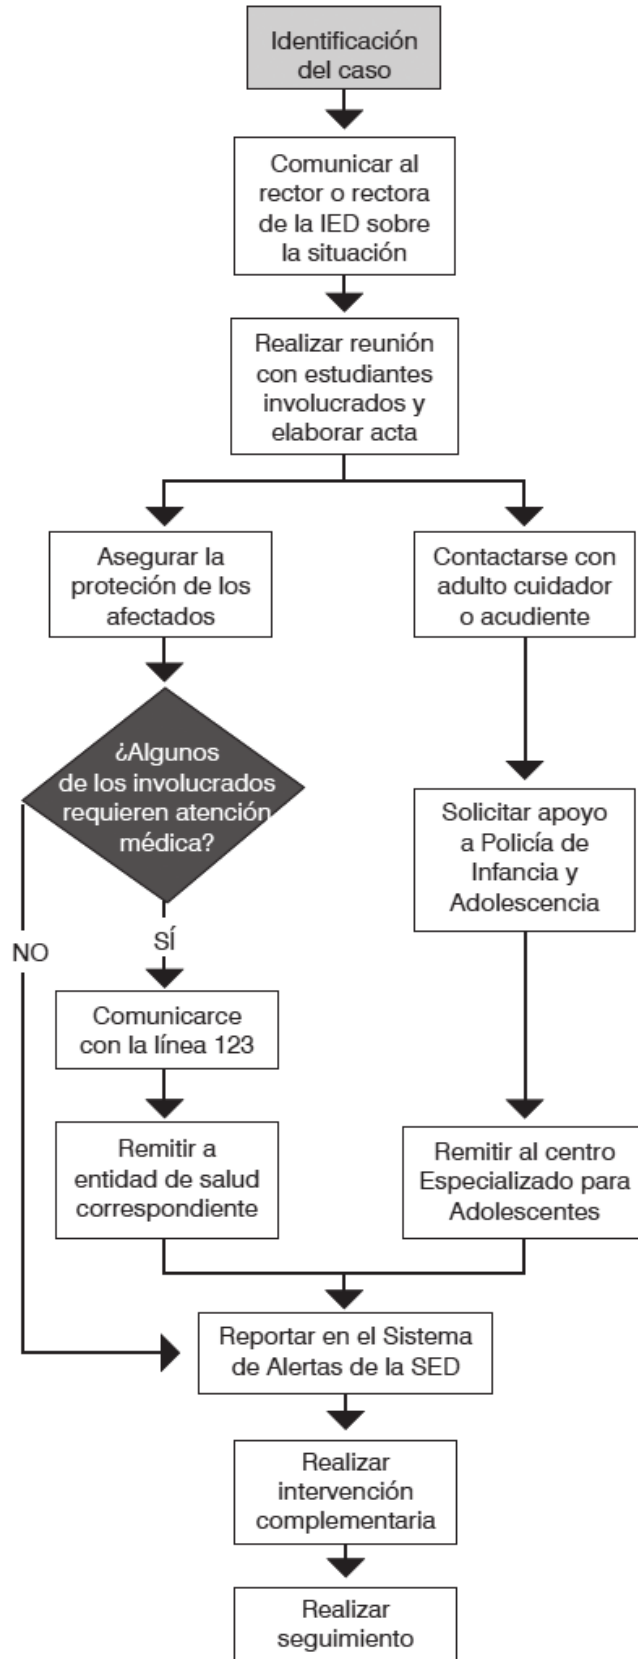 Identificación
del caso
Comunicar al
rector o rectora
de la IED sobre
la situación
Realizar reunión
con estudiantes
involucrados y
elaborar acta
Asegurar la
proteción de los
afectados
Contactarse con
adulto cuidador
o acudiente
¿Algunos
de los involucrados
requieren atención
médica?
Solicitar apoyo
a Policía de
Infancia y
Adolescencia
NO
SÍ
Comunicarce
con la línea 123
Remitir a
entidad de salud
correspondiente
Remitir al centro
Especializado para
Adolescentes
Reportar en el Sistema
de Alertas de la SED
Realizar
intervención
complementaria
Realizar
seguimiento